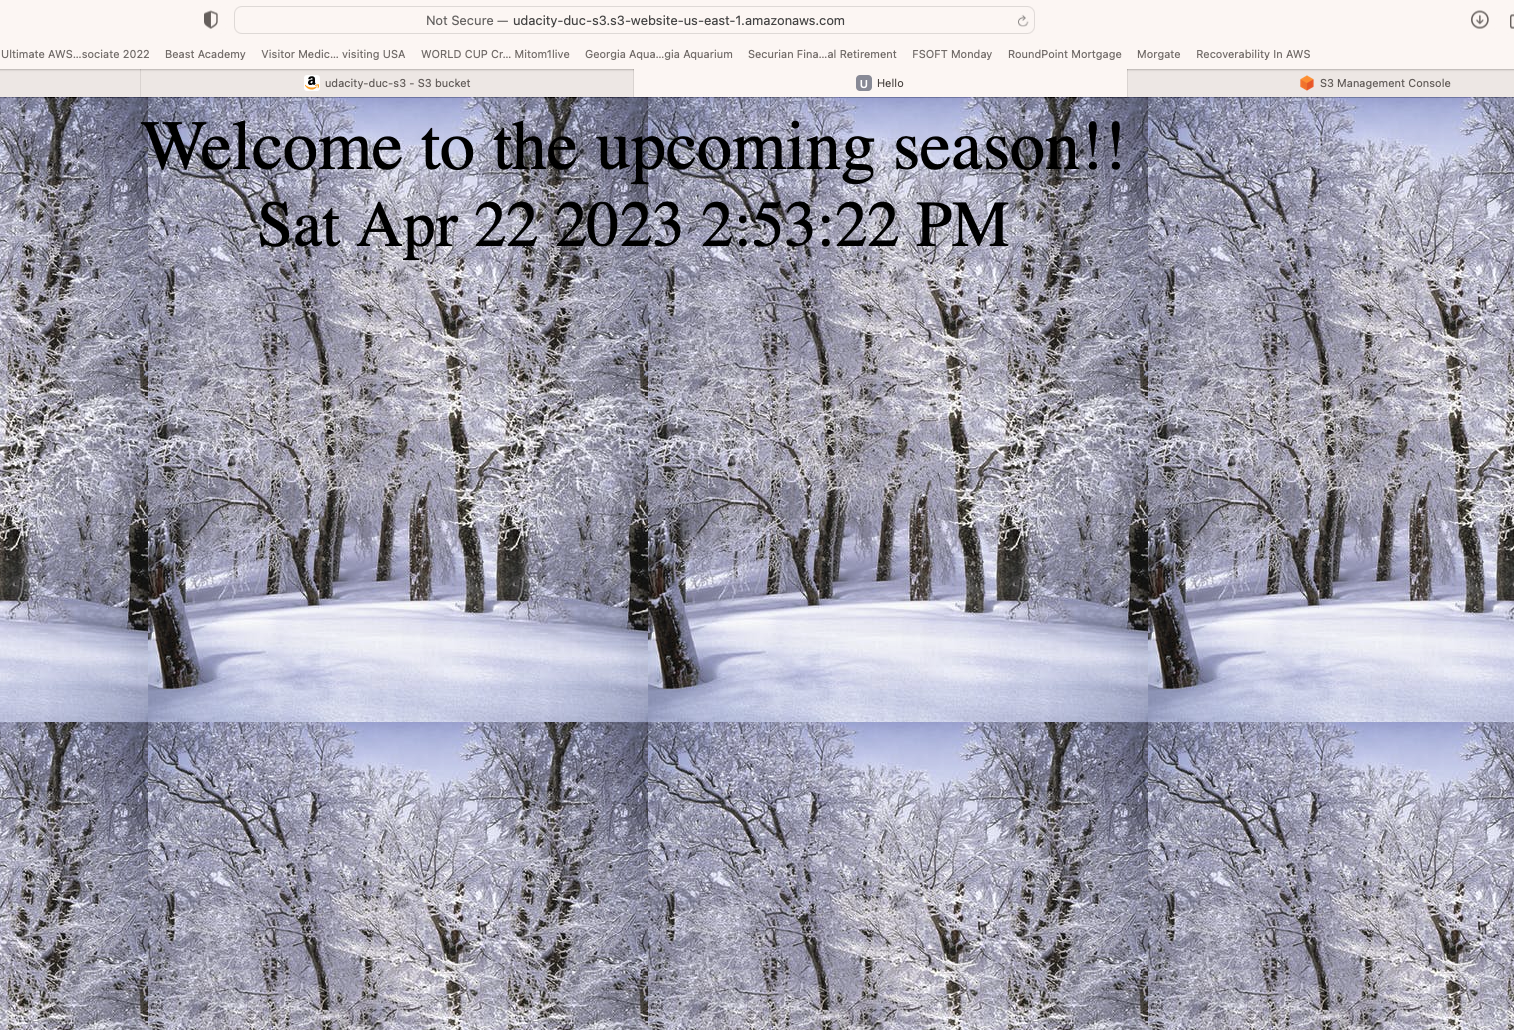 Not Secure — udacity-duc-s3.s3-website-us-east-1.amazonaws.com
Ultimate AWS...sociate 2022 Beast Academy Visitor Medic... visiting USA WORLD CUP Cr... Mitom1live Georgia Aqua...gia Aquarium Securian Fina...al Retirement FSOFT Monday RoundPoint Mortgage Morgate Recoverability In AWS
a udacity-duc-s3 - S3 bucket U Hello S3 Management Console
Welcome to the upcoming season!!
Sat Apr 22 2023 2:53:22 PM